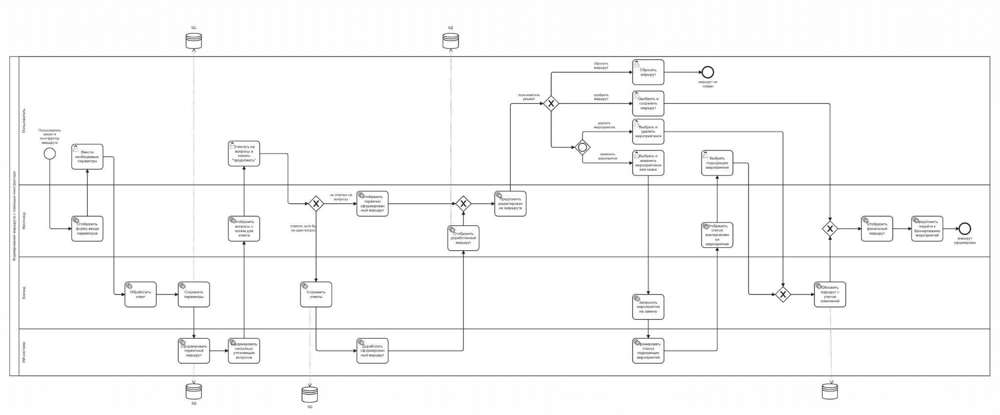 БД
БД
Формирование маршрута с помощью конструктора
Пользователь
Фротнэнд
Бэкэнд
ИИ-система
Пользователь
зашел в
конструктор
маршрута
Ввести
необходимые
параметры
Отобразить
форму ввода
параметров
Обработать
ответ
Сохранить
параметры
Сформировать
первичный
маршрут
Сформировать
несколько
уточняющих
вопросов
Отобразить
вопросы с
полем для
ответа
Ответить на
вопросы и
нажать
"продолжить"
не ответил на
вопросы
ответил хотя бы
на один вопрос
Отобразить
первично
сформирован
ный маршрут
Сохранить
ответы
Доработать
сформирован
ный маршрут
Отобразить
доработанный
маршрут
Предложить
редактирован
ие маршрута
пользователь
решает
сбросить
маршрут
Сбросить
маршрут
маршрут не
создан
одобрить
маршрут
Одобрить и
сохранить
маршрут
удалить
мероприятия
Выбрать и
удалить
мероприятие/я
изменить
меропрития
Выбрать и
изменить
мероприятие/я
или сеанс
Запросить
мероприятия
на замену
Сфомировать
список
подходящих
мероприятий
Отобразить
список
альтернативн
ых
мероприятий
Выбрать
подходящие
мероприятия
Обновить
маршрут с
учетом
изменений
Отобразить
финальный
маршрут
Предложить
перейти к
бронированию
мероприятий
маршрут
сформирован
БД
БД